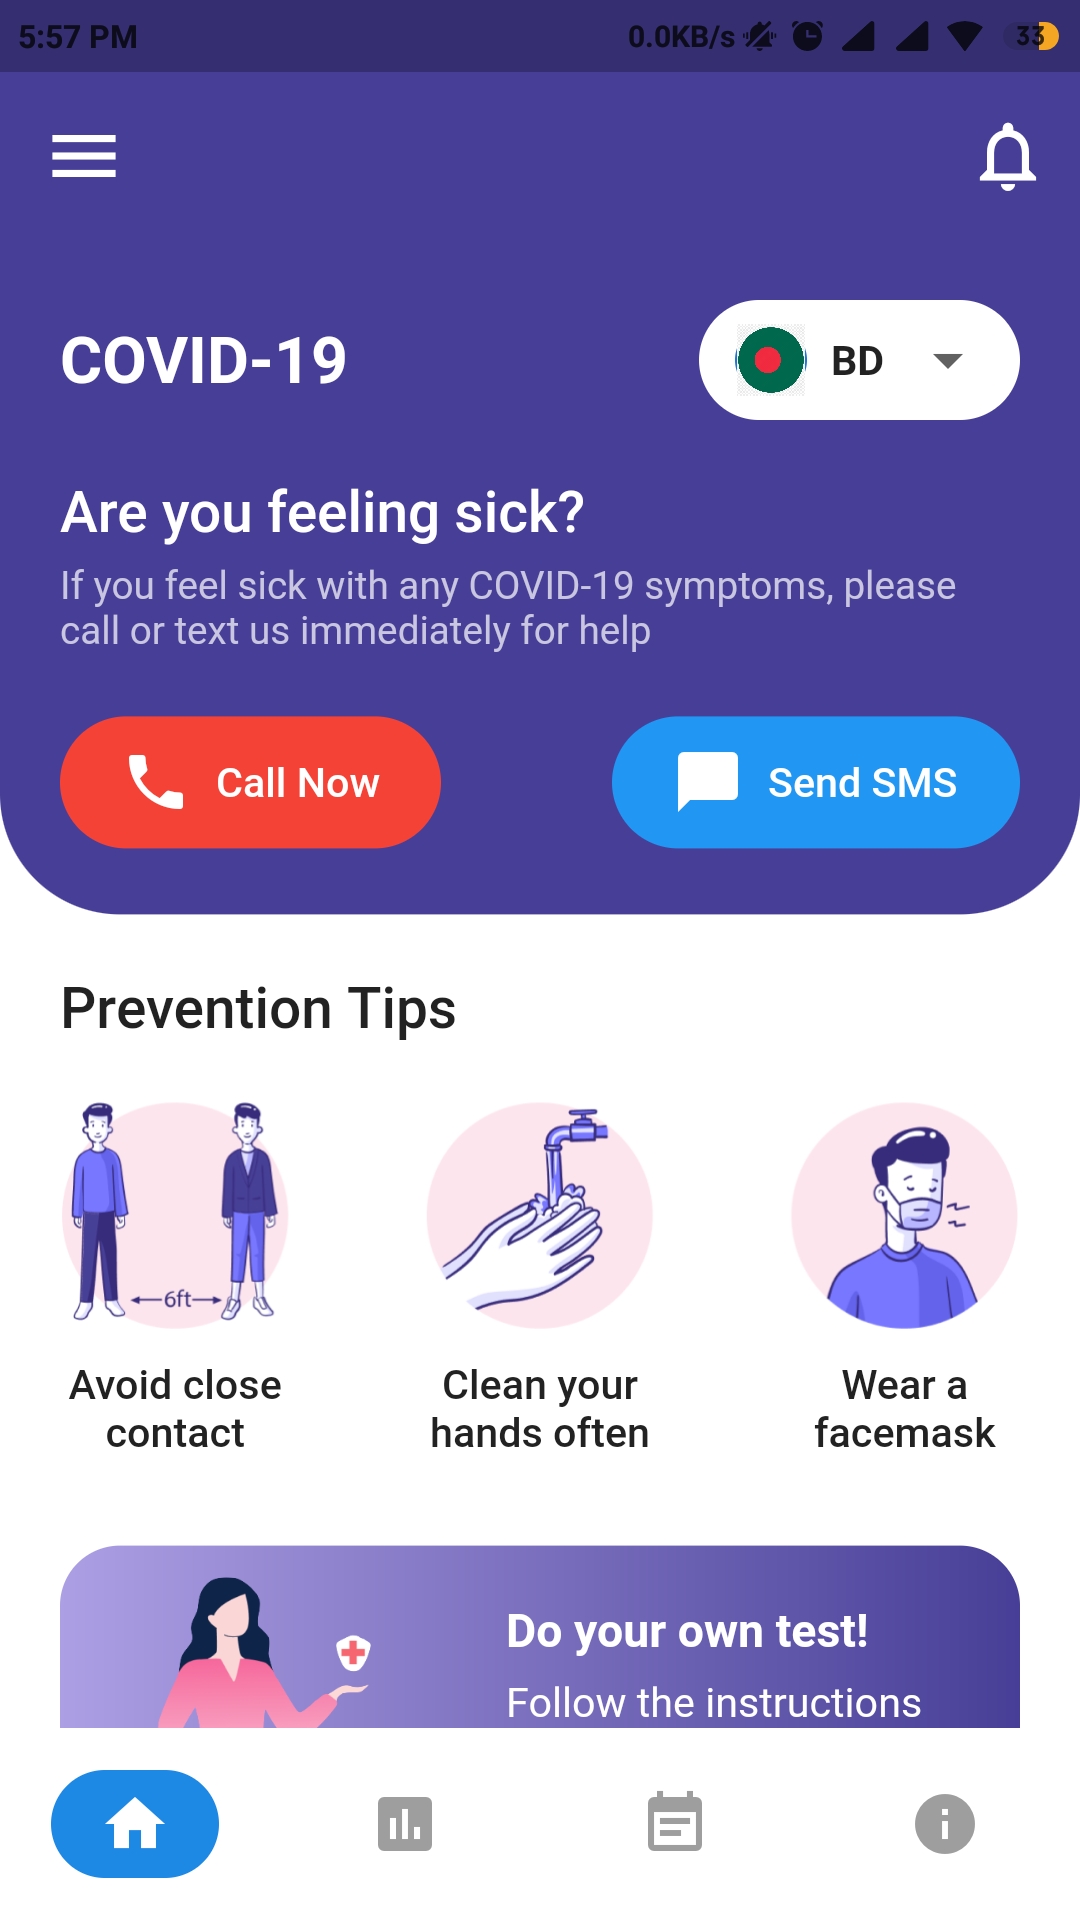 5:57 PM 0.0KB/s 33
COVID-19 BD
Are you feeling sick?
If you feel sick with any COVID-19 symptoms, please
call or text us immediately for help
Call Now Send SMS
Prevention Tips
6ft
Avoid close
contact
Clean your
hands often
Wear a
facemask
Do your own test!
Follow the instructions